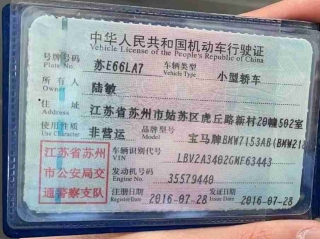 中华人民共和国机动车行驶证
Vehicle License of the People's Republic of China
号牌号码 苏E66LA7 车辆类型 小型轿车
Plate No. Vehicle Type
所有人 陆敏
Owner
住址 江苏省苏州市姑苏区虎丘路新村20幢502室
Address
使用性质 非营运 品牌型号 宝马牌BMW7153AB(BMW218
Use Character Model
江苏省苏州
市公安局交
通警察支队
车辆识别代号 LBV2A3402GMF63443
VIN
发动机号码 35579440
Engine No.
注册日期 2016-07-28 发证日期 2016-07-28
Register Date Issue Date